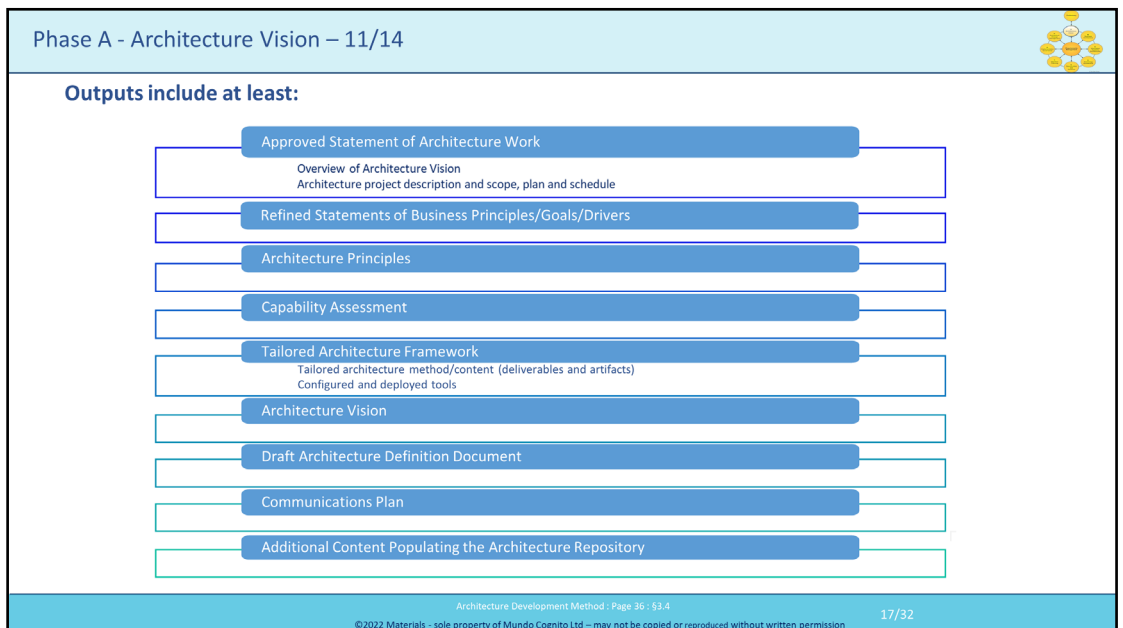 Phase A - Architecture Vision – 11/14
Outputs include at least:
Approved Statement of Architecture Work
Overview of Architecture Vision
Architecture project description and scope, plan and schedule
Refined Statements of Business Principles/Goals/Drivers
Architecture Principles
Capability Assessment
Tailored Architecture Framework
Tailored architecture method/content (deliverables and artifacts)
Configured and deployed tools
Architecture Vision
Draft Architecture Definition Document
Communications Plan
Additional Content Populating the Architecture Repository
Architecture Development Method : Page 36 : §3.4
17/32
©2022 Materials - sole property of Mundo Cognito Ltd – may not be copied or reproduced without written permission